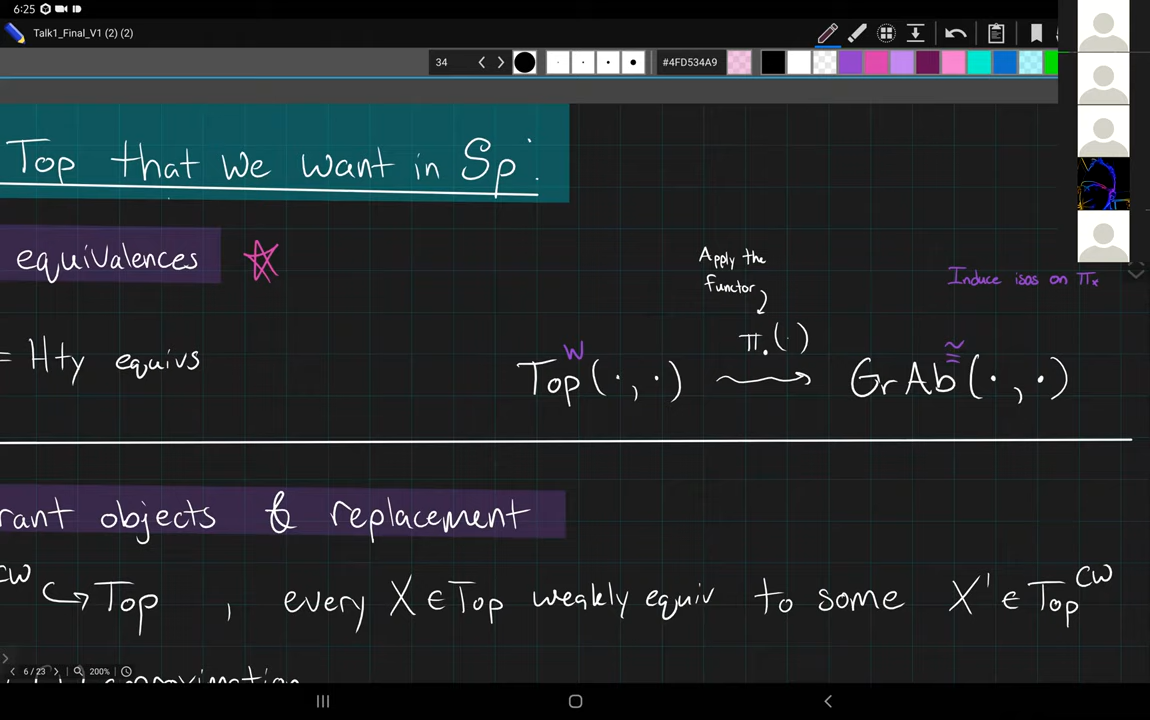 6:25
Talk1_Final_V1 (2) (2)
34
#4FD534A9
Top that we want in Sp:
equivalences
Apply the
functor
Induce isos on π*
= Hty equivs
Top^W(·,·) ⇝ π.(·) GrAb^≅(·,·)
rant objects & replacement
CW ↪ Top , every X ∈ Top weakly equiv to some X' ∈ Top^CW
approximation
6/23
200%